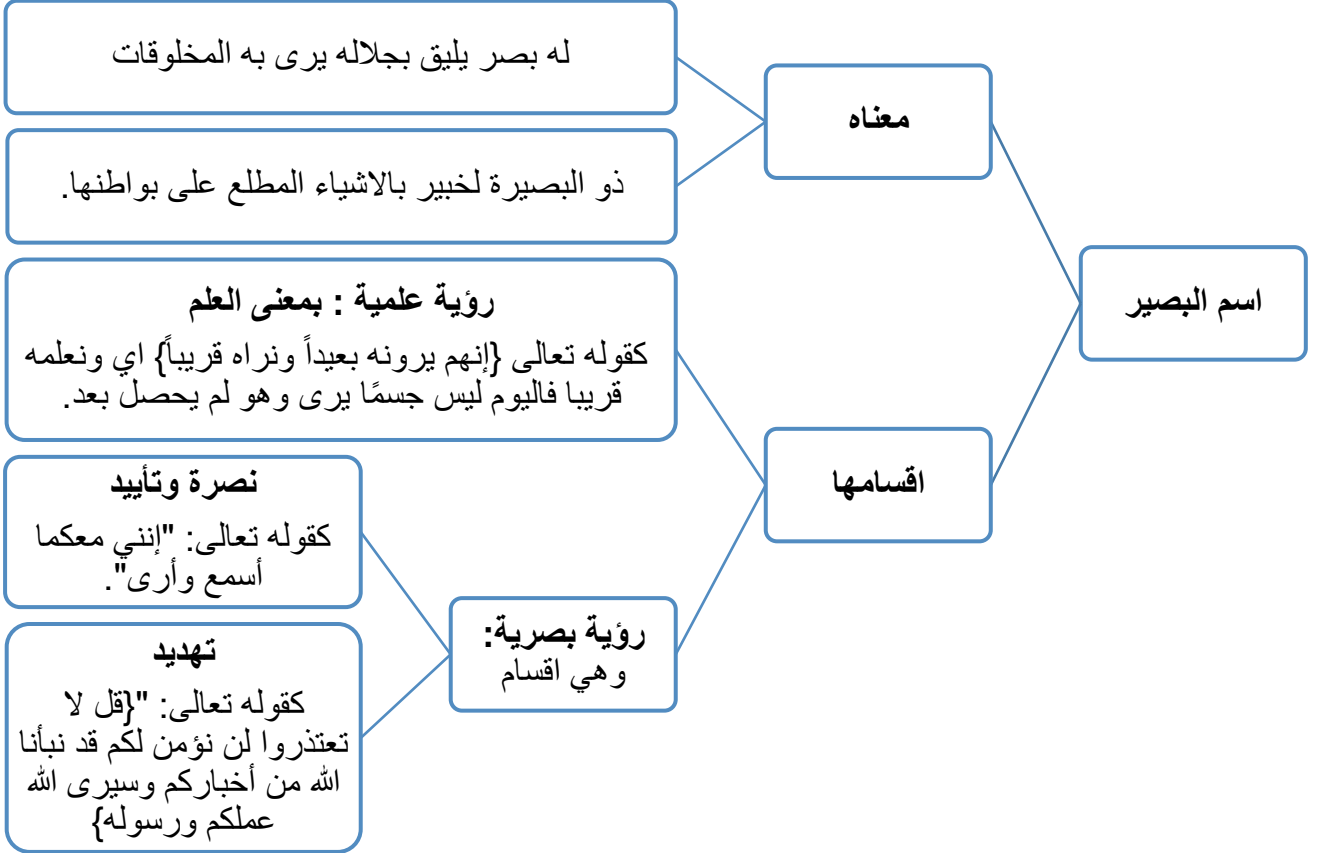 اسم البصير
معناه
له بصر يليق بجلاله يرى به المخلوقات
ذو البصيرة لخبير بالاشياء المطلع على بواطنها.
اقسامها
رؤية علمية : بمعنى العلم
كقوله تعالى {إنهم يرونه بعيداً ونراه قريباً} اي ونعلمه
قريبا فاليوم ليس جسمًا يرى وهو لم يحصل بعد.
رؤية بصرية:
وهي اقسام
نصرة وتأييد
كقوله تعالى: "إنني معكما
أسمع وأرى".
تهديد
كقوله تعالى: "{قل لا
تعتذروا لن نؤمن لكم قد نبأنا
الله من أخباركم وسيرى الله
عملكم ورسوله}